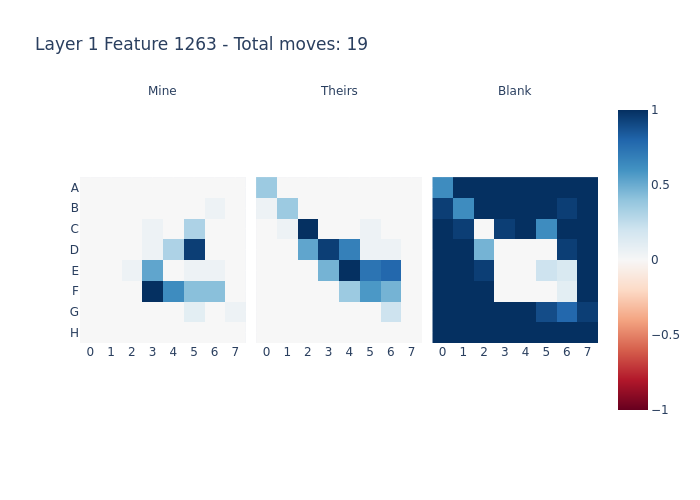 Layer 1 Feature 1263 - Total moves: 19
Mine Theirs Blank
A
B
C
D
E
F
G
H
0 1 2 3 4 5 6 7 0 1 2 3 4 5 6 7 0 1 2 3 4 5 6 7
1
0.5
0
−0.5
−1